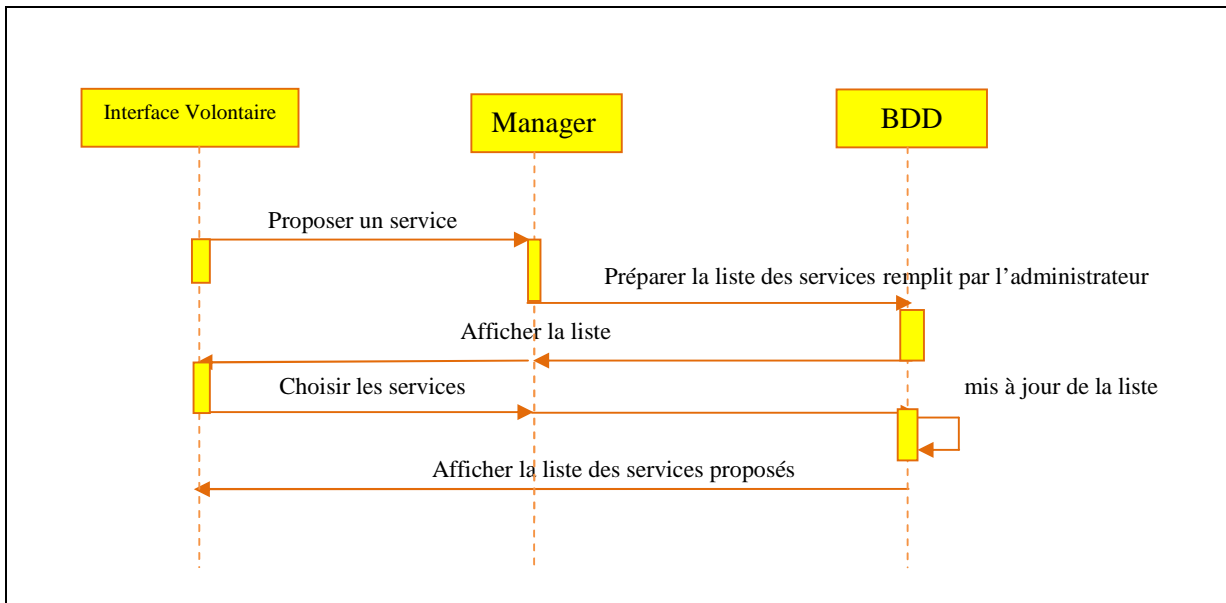 Interface Volontaire
Manager
BDD
Proposer un service
Préparer la liste des services remplit par l’administrateur
Afficher la liste
Choisir les services
mis à jour de la liste
Afficher la liste des services proposés